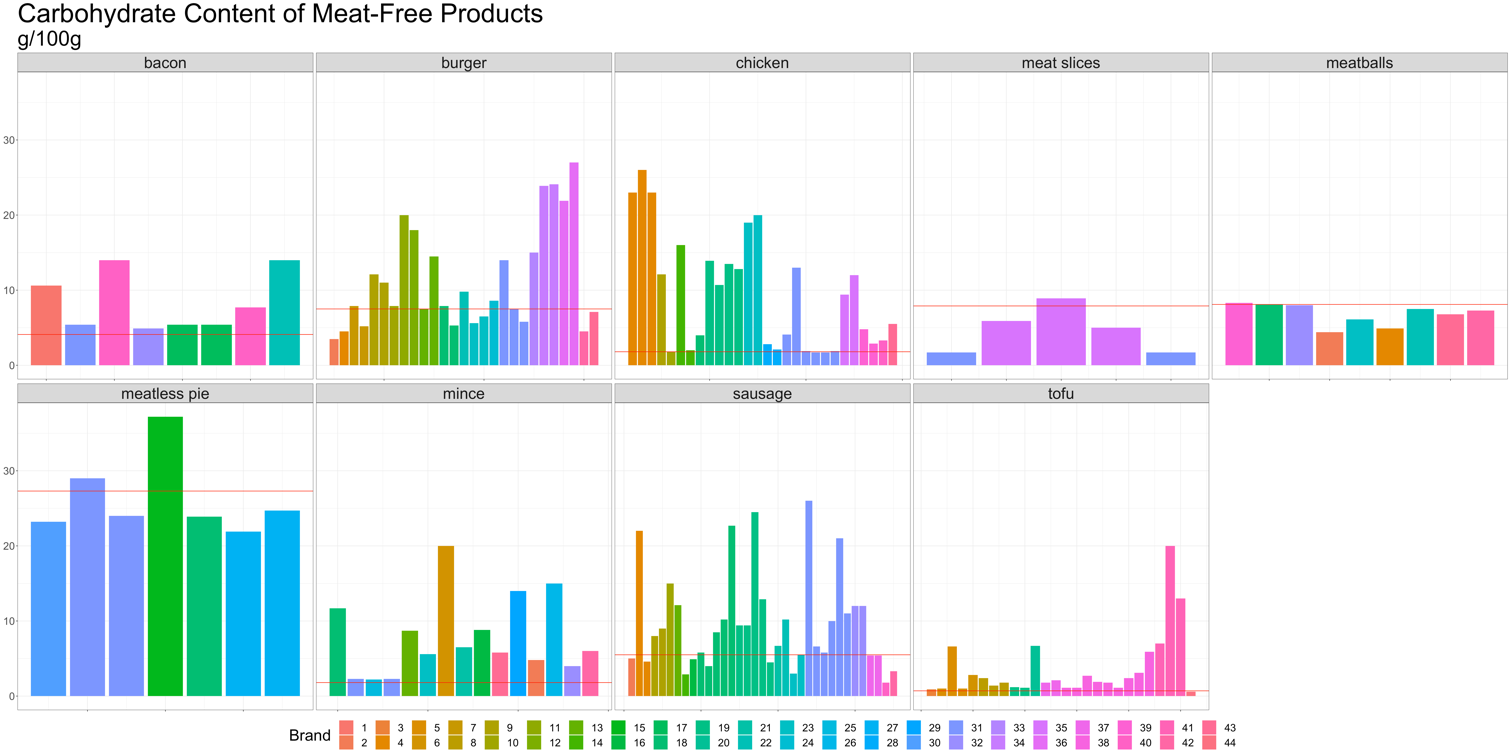 Carbohydrate Content of Meat-Free Products
g/100g
bacon burger chicken meat slices meatballs
30
20
10
0
meatless pie mince sausage tofu
30
20
10
0
Brand 1 3 5 7 9 11 13 15 17 19 21 23 25 27 29 31 33 35 37 39 41 43
2 4 6 8 10 12 14 16 18 20 22 24 26 28 30 32 34 36 38 40 42 44